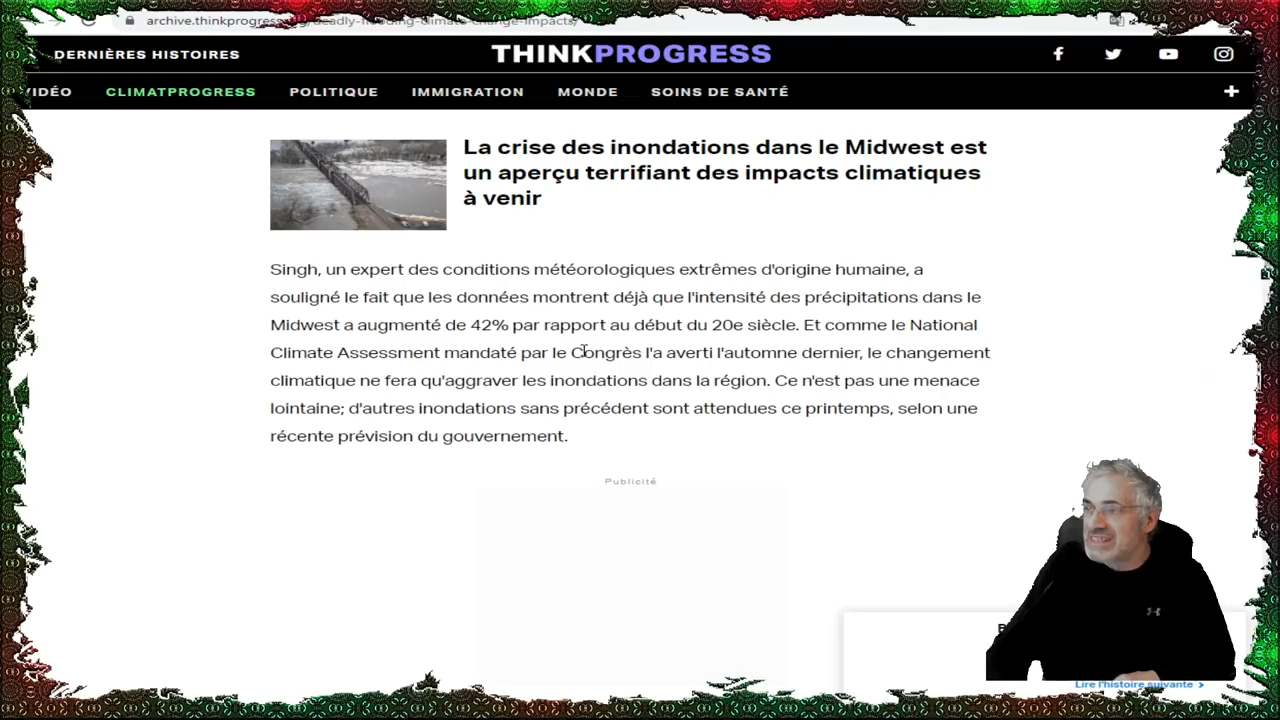 archive.thinkprogress.
/deadly-flooding-climate-change-impacts/
DERNIÈRES HISTOIRES
THINKPROGRESS
CLIMATPROGRESS
POLITIQUE
IMMIGRATION
MONDE
SOINS DE SANTÉ
La crise des inondations dans le Midwest est
un aperçu terrifiant des impacts climatiques
à venir
Singh, un expert des conditions météorologiques extrêmes d'origine humaine, a
souligné le fait que les données montrent déjà que l'intensité des précipitations dans le
Midwest a augmenté de 42% par rapport au début du 20e siècle. Et comme le National
Climate Assessment mandaté par le Congrès l'a averti l'automne dernier, le changement
climatique ne fera qu'aggraver les inondations dans la région. Ce n'est pas une menace
lointaine; d'autres inondations sans précédent sont attendues ce printemps, selon une
récente prévision du gouvernement.
Publicité
Lire l'histoire suivante >